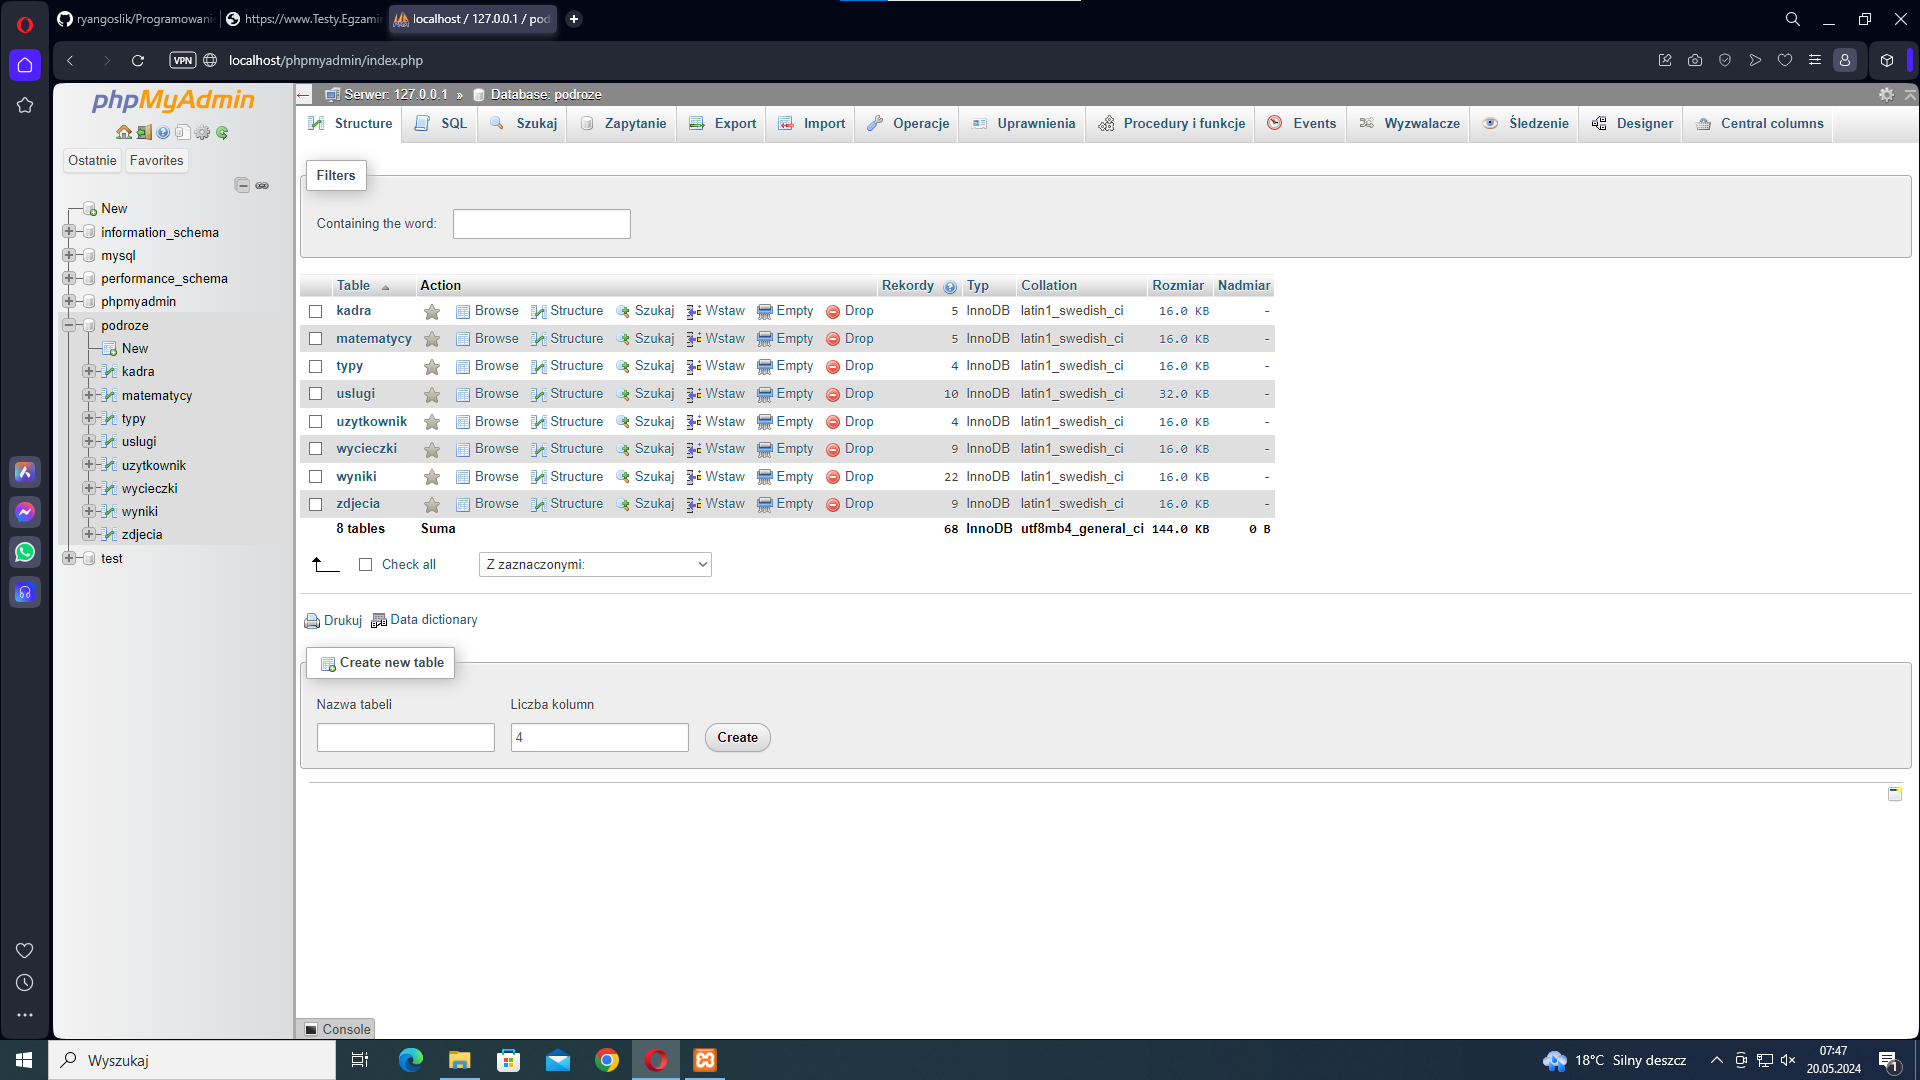 ryangoslik/Programowani
https://www.Testy.Egzami
localhost / 127.0.0.1 / pod
VPN
localhost/phpmyadmin/index.php
phpMyAdmin
Ostatnie
Favorites
New
information_schema
mysql
performance_schema
phpmyadmin
podroze
New
kadra
matematycy
typy
uslugi
uzytkownik
wycieczki
wyniki
zdjecia
test
Serwer: 127.0.0.1 » Database: podroze
Structure SQL Szukaj Zapytanie Export Import Operacje Uprawnienia Procedury i funkcje Events Wyzwalacze Śledzenie Designer Central columns
Filters
Containing the word:
Table Action Rekordy Typ Collation Rozmiar Nadmiar
kadra Browse Structure Szukaj Wstaw Empty Drop 5 InnoDB latin1_swedish_ci 16.0 KB -
matematycy Browse Structure Szukaj Wstaw Empty Drop 5 InnoDB latin1_swedish_ci 16.0 KB -
typy Browse Structure Szukaj Wstaw Empty Drop 4 InnoDB latin1_swedish_ci 16.0 KB -
uslugi Browse Structure Szukaj Wstaw Empty Drop 10 InnoDB latin1_swedish_ci 32.0 KB -
uzytkownik Browse Structure Szukaj Wstaw Empty Drop 4 InnoDB latin1_swedish_ci 16.0 KB -
wycieczki Browse Structure Szukaj Wstaw Empty Drop 9 InnoDB latin1_swedish_ci 16.0 KB -
wyniki Browse Structure Szukaj Wstaw Empty Drop 22 InnoDB latin1_swedish_ci 16.0 KB -
zdjecia Browse Structure Szukaj Wstaw Empty Drop 9 InnoDB latin1_swedish_ci 16.0 KB -
8 tables Suma 68 InnoDB utf8mb4_general_ci 144.0 KB 0 B
Check all
Z zaznaczonymi:
Drukuj Data dictionary
Create new table
Nazwa tabeli
Liczba kolumn
4
Create
Console
Wyszukaj
18°C Silny deszcz
07:47
20.05.2024
1